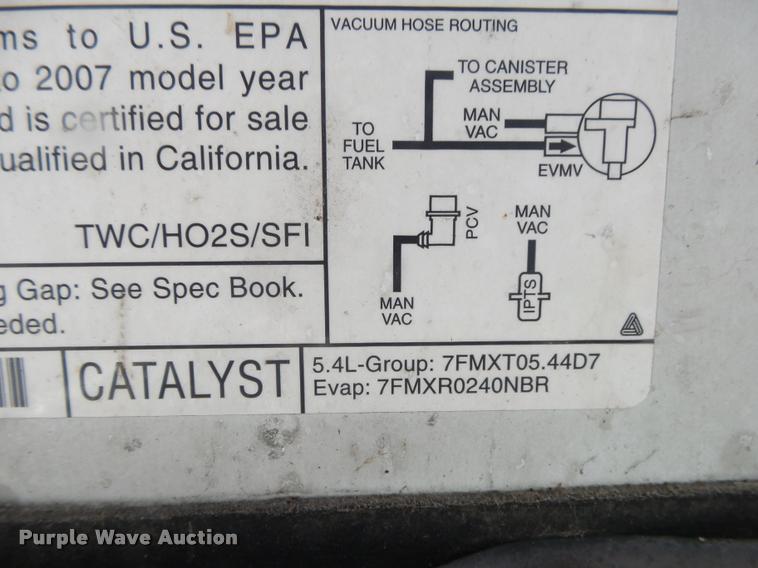 ms to U.S. EPA
to 2007 model year
d is certified for sale
ualified in California.
TWC/HO2S/SFI
g Gap: See Spec Book.
eded.
CATALYST
VACUUM HOSE ROUTING
TO CANISTER
ASSEMBLY
MAN
VAC
TO
FUEL
TANK
EVMV
PCV
MAN
VAC
MAN
VAC
IPTS
5.4L-Group: 7FMXT05.44D7
Evap: 7FMXR0240NBR
Purple Wave Auction